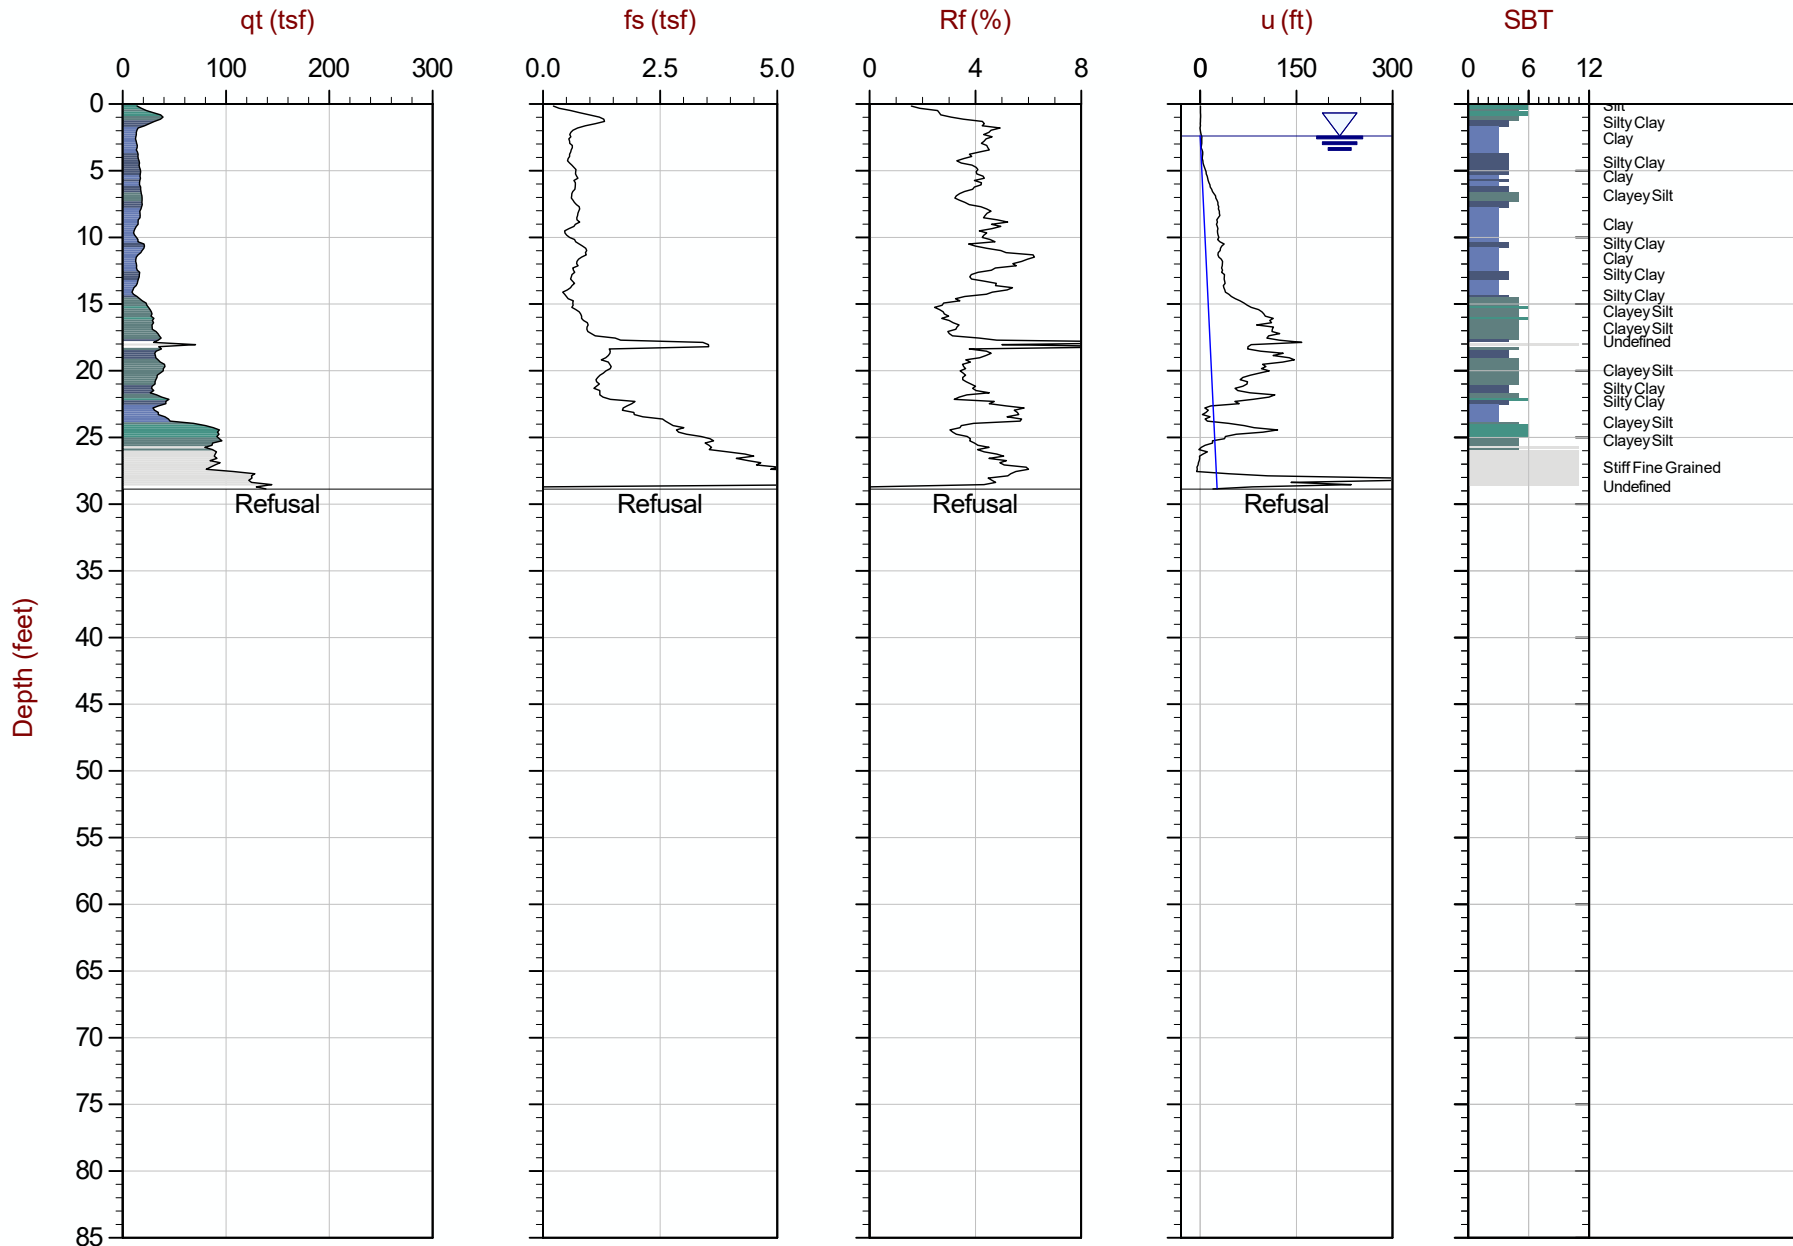 qt (tsf) fs (tsf) Rf (%) u (ft) SBT
0 100 200 300 0.0 2.5 5.0 0 4 8 0 150 300 0 6 12
0
Silt
Silty Clay
Clay
Silty Clay
5
Clay
Clayey Silt
Clay
10
Silty Clay
Clay
Silty Clay
Silty Clay
15
Clayey Silt
Clayey Silt
Undefined
20
Clayey Silt
Silty Clay
Silty Clay
Clayey Silt
25
Clayey Silt
Stiff Fine Grained
Undefined
30
Refusal Refusal Refusal Refusal
35
40
Depth (feet)
45
50
55
60
65
70
75
80
85